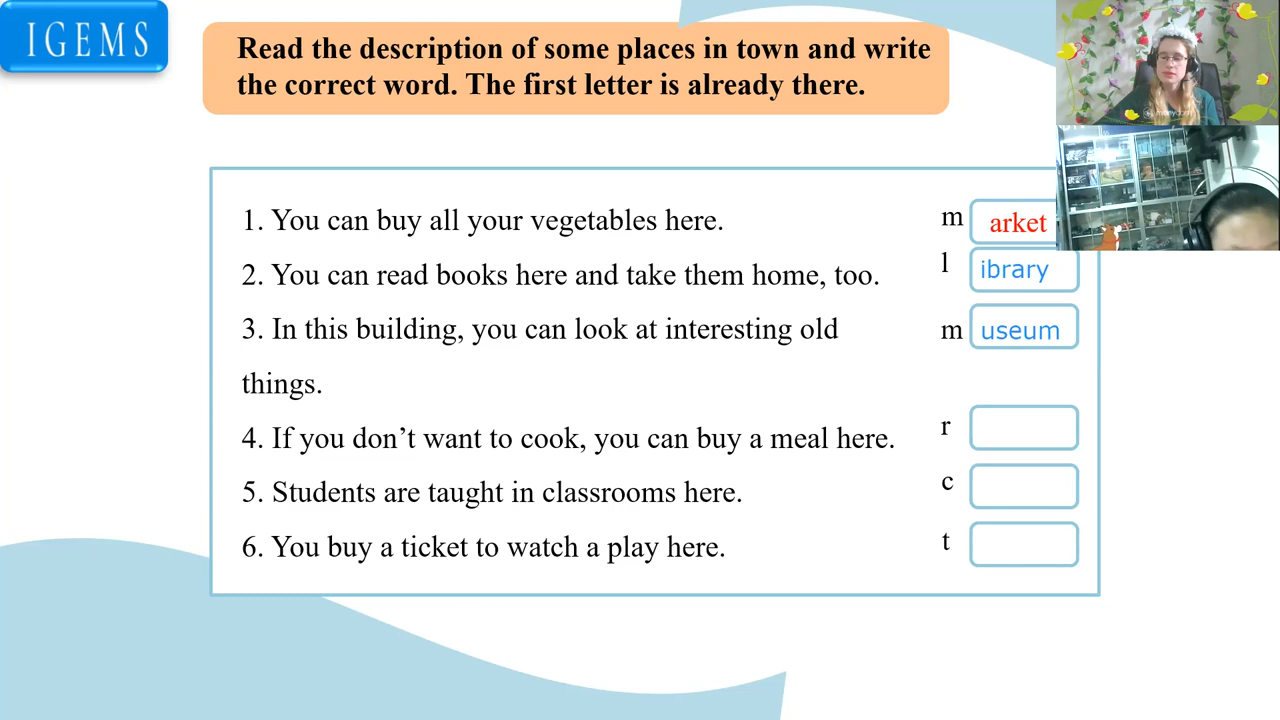 IGEMS
Read the description of some places in town and write
the correct word. The first letter is already there.
1. You can buy all your vegetables here. m arket
2. You can read books here and take them home, too. l ibrary
3. In this building, you can look at interesting old m useum
things.
4. If you don’t want to cook, you can buy a meal here. r
5. Students are taught in classrooms here. c
6. You buy a ticket to watch a play here. t